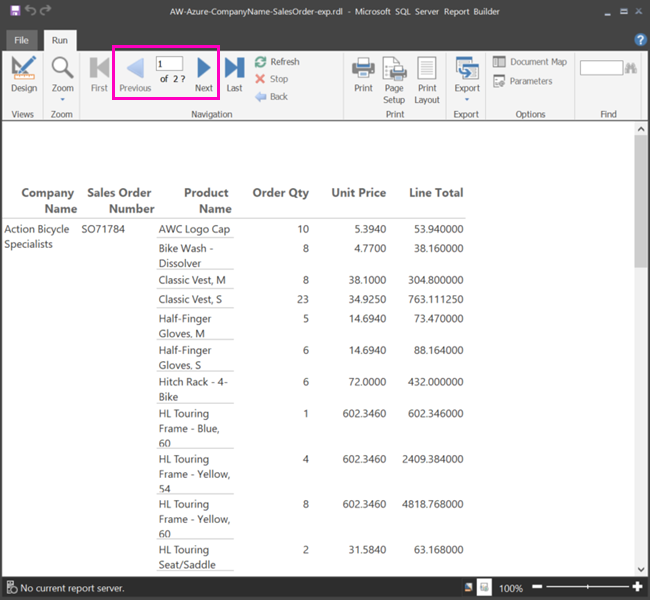 AW-Azure-CompanyName-SalesOrder-exp.rdl - Microsoft SQL Server Report Builder
File Run
Design
Views
Zoom
Zoom
First
Previous
1
of 2 ?
Next
Last
Refresh
Stop
Back
Navigation
Print
Page
Setup
Print
Layout
Print
Export
Export
Document Map
Parameters
Options
Find
Company
Name
Sales Order
Number
Product
Name
Order Qty
Unit Price
Line Total
Action Bicycle
Specialists
SO71784
AWC Logo Cap 10 5.3940 53.940000
Bike Wash - 8 4.7700 38.160000
Dissolver
Classic Vest, M 8 38.1000 304.800000
Classic Vest, S 23 34.9250 763.111250
Half-Finger 5 14.6940 73.470000
Gloves, M
Half-Finger 6 14.6940 88.164000
Gloves, S
Hitch Rack - 4- 6 72.0000 432.000000
Bike
HL Touring 1 602.3460 602.346000
Frame - Blue,
60
HL Touring 4 602.3460 2409.384000
Frame - Yellow,
54
HL Touring 8 602.3460 4818.768000
Frame - Yellow,
60
HL Touring 2 31.5840 63.168000
Seat/Saddle
No current report server.
100%